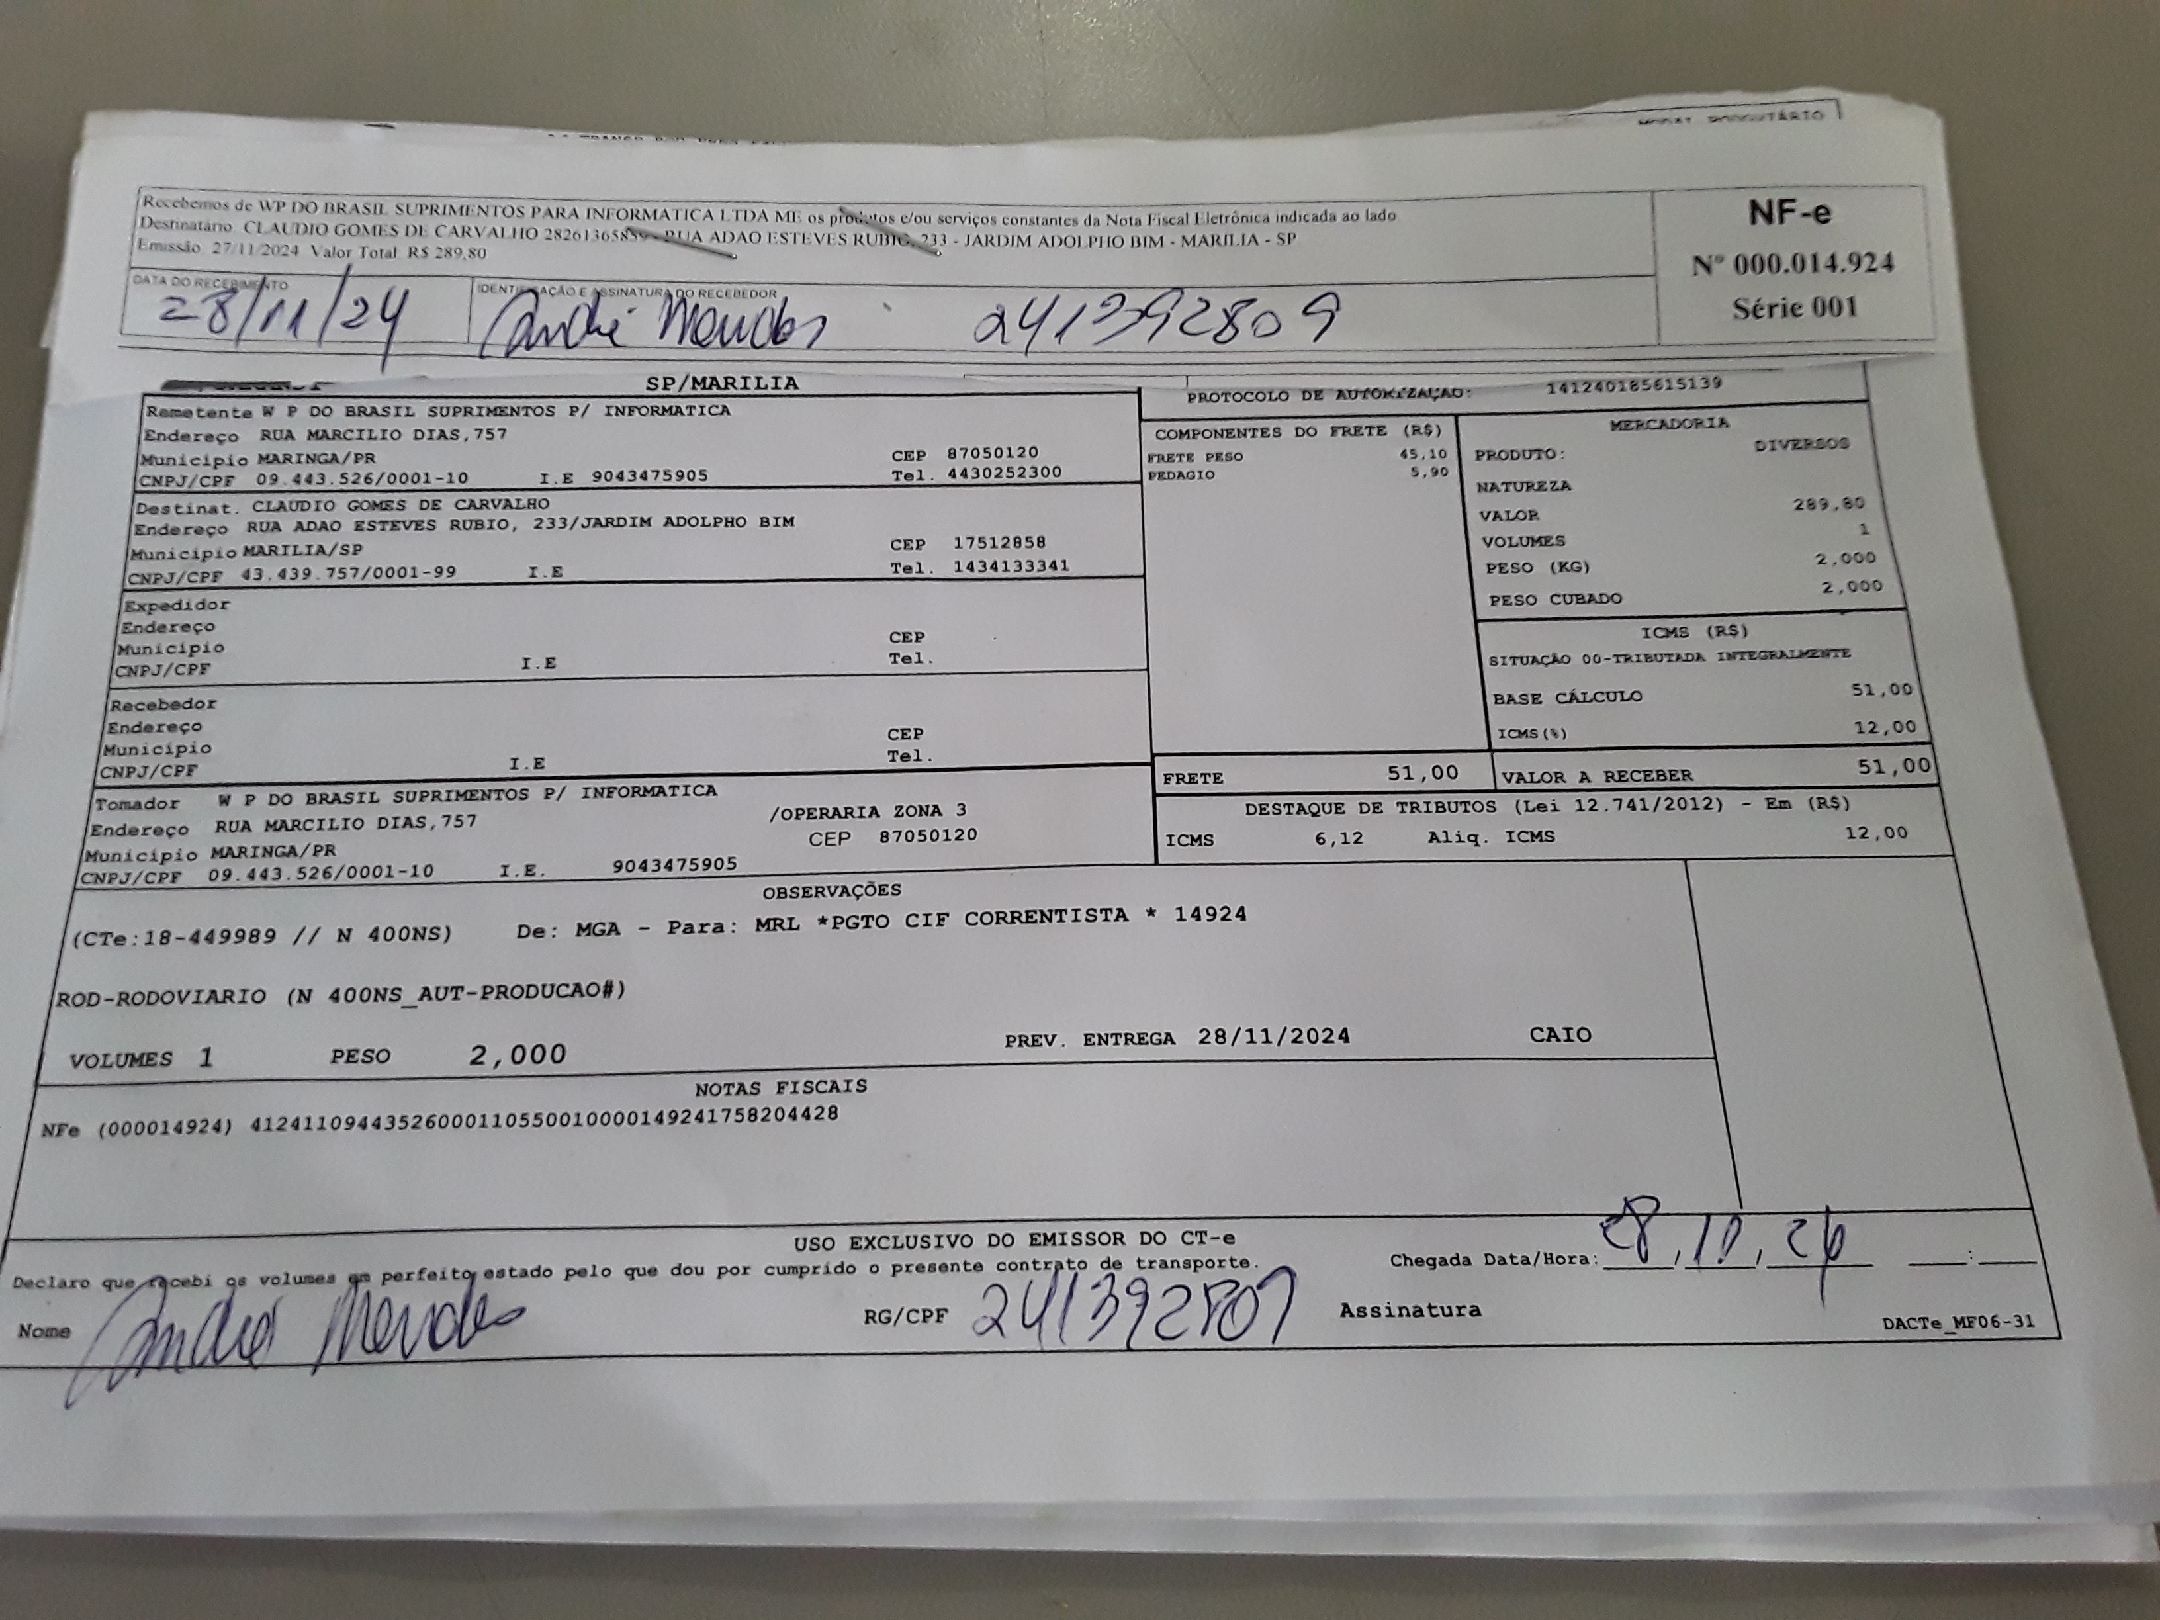 MODAL RODOVIÁRIO
Recebemos de WP DO BRASIL SUPRIMENTOS PARA INFORMATICA LTDA ME os produtos e/ou serviços constantes da Nota Fiscal Eletrônica indicada ao lado
Destinatário: CLAUDIO GOMES DE CARVALHO 28261365859 - RUA ADAO ESTEVES RUBIO, 233 - JARDIM ADOLPHO BIM - MARILIA - SP
Emissão: 27/11/2024 Valor Total: R$ 289,80
NF-e
Nº 000.014.924
Série 001
DATA DO RECEBIMENTO
28/11/24
IDENTIFICAÇÃO E ASSINATURA DO RECEBEDOR
André Mendes 241392809
SP/MARILIA
PROTOCOLO DE AUTORIZAÇÃO: 141240185615139
Remetente W P DO BRASIL SUPRIMENTOS P/ INFORMATICA
Endereço RUA MARCILIO DIAS,757
Município MARINGA/PR CEP 87050120
CNPJ/CPF 09.443.526/0001-10 I.E 9043475905 Tel. 4430252300
Destinat. CLAUDIO GOMES DE CARVALHO
Endereço RUA ADAO ESTEVES RUBIO, 233/JARDIM ADOLPHO BIM
Município MARILIA/SP CEP 17512858
CNPJ/CPF 43.439.757/0001-99 I.E Tel. 1434133341
Expedidor
Endereço
Município CEP
CNPJ/CPF I.E Tel.
Recebedor
Endereço
Município CEP
CNPJ/CPF I.E Tel.
Tomador W P DO BRASIL SUPRIMENTOS P/ INFORMATICA
Endereço RUA MARCILIO DIAS,757 /OPERARIA ZONA 3
Município MARINGA/PR CEP 87050120
CNPJ/CPF 09.443.526/0001-10 I.E. 9043475905
COMPONENTES DO FRETE (R$)
FRETE PESO 45,10
PEDAGIO 5,90
MERCADORIA
PRODUTO: DIVERSOS
NATUREZA
VALOR 289,80
VOLUMES 1
PESO (KG) 2,000
PESO CUBADO 2,000
ICMS (R$)
SITUAÇÃO 00-TRIBUTADA INTEGRALMENTE
BASE CÁLCULO 51,00
ICMS(%) 12,00
FRETE 51,00 VALOR A RECEBER 51,00
DESTAQUE DE TRIBUTOS (Lei 12.741/2012) - Em (R$)
ICMS 6,12 Aliq. ICMS 12,00
OBSERVAÇÕES
(CTe:18-449989 // N 400NS) De: MGA - Para: MRL *PGTO CIF CORRENTISTA * 14924
ROD-RODOVIARIO (N 400NS_AUT-PRODUCAO#)
VOLUMES 1 PESO 2,000 PREV. ENTREGA 28/11/2024 CAIO
NOTAS FISCAIS
NFe (000014924) 41241109443526000110550010000149241758204428
USO EXCLUSIVO DO EMISSOR DO CT-e
Declaro que recebi os volumes em perfeito estado pelo que dou por cumprido o presente contrato de transporte.
Chegada Data/Hora: :
Nome André Mendes RG/CPF 241392809 Assinatura
DACTe_MF06-31